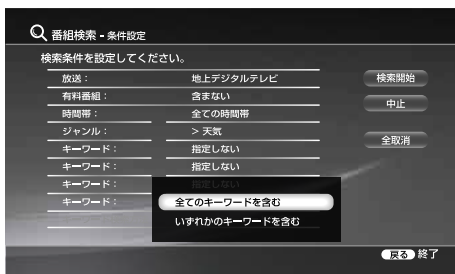 番組検索 - 条件設定
検索条件を設定してください。
放送： 地上デジタルテレビ 検索開始
有料番組： 含まない
中止
時間帯： 全ての時間帯
ジャンル： ＞天気
全取消
キーワード： 指定しない
キーワード： 指定しない
キーワード： 指定しない
キーワード： 全てのキーワードを含む
いずれかのキーワードを含む
戻る 終了